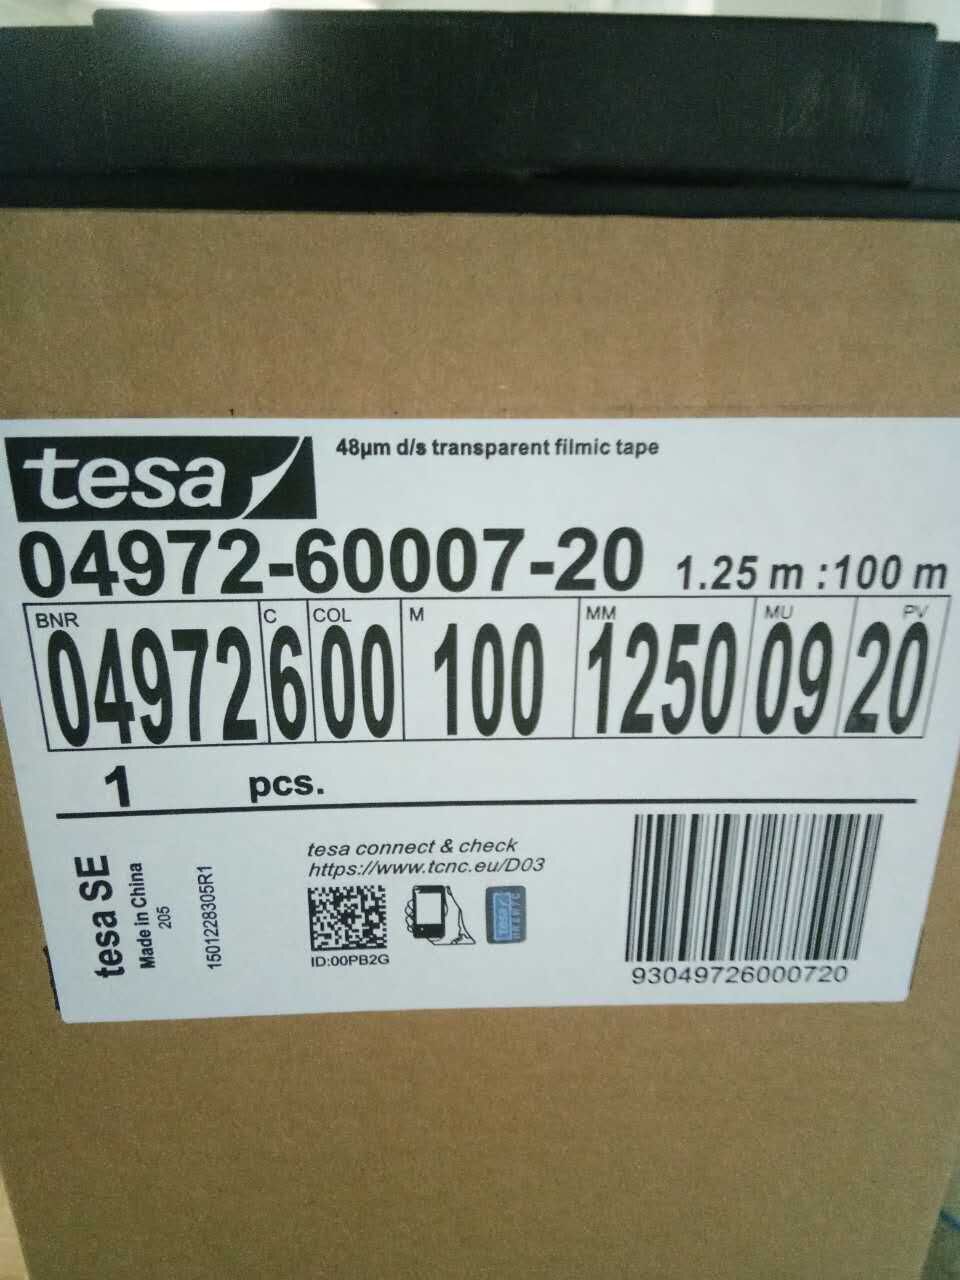 tesa
48µm d/s transparent filmic tape
04972-60007-20 1.25 m :100 m
BNR C COL M MM MU PV
04972 6 00 100 1250 09 20
1 pcs.
tesa SE
Made in China
205
1501228305R1
tesa connect & check
https://www.tcnc.eu/D03
ID:00PB2G
tesa
93049726000720